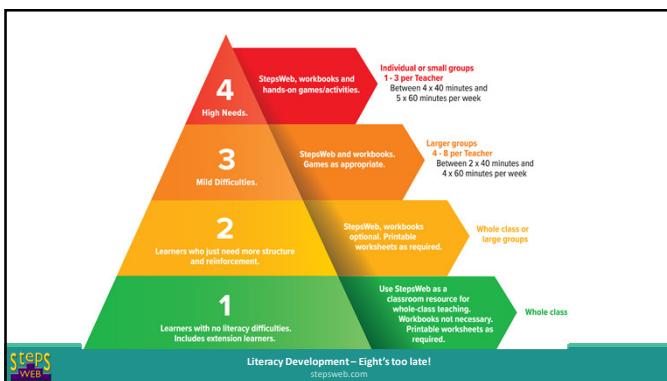 4
High Needs.
StepsWeb, workbooks and
hands-on games/activities.
Individual or small groups
1 - 3 per Teacher
Between 4 x 40 minutes and
5 x 60 minutes per week
3
Mild Difficulties.
StepsWeb and workbooks.
Games as appropriate.
Larger groups
4 - 8 per Teacher
Between 2 x 40 minutes and
4 x 60 minutes per week
2
Learners who just need more structure
and reinforcement.
StepsWeb, workbooks
optional. Printable
worksheets as required.
Whole class or
large groups
1
Learners with no literacy difficulties.
Includes extension learners.
Use StepsWeb as a
classroom resource for
whole-class teaching.
Workbooks not necessary.
Printable worksheets as
required.
Whole class
StepS
WEB
Literacy Development – Eight's too late!
stepsweb.com